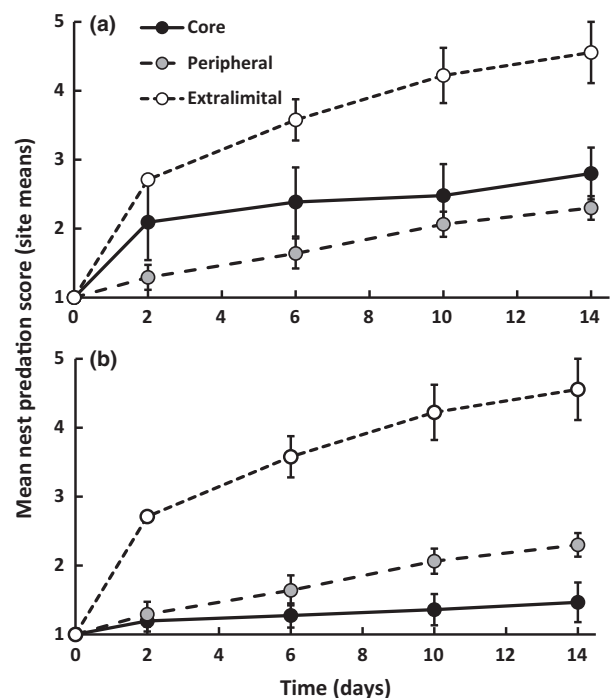 Mean nest predation score (site means)
(a)
Core
Peripheral
Extralimital
5
4
3
2
1
0 2 4 6 8 10 12 14
(b)
5
4
3
2
1
0 2 4 6 8 10 12 14
Time (days)